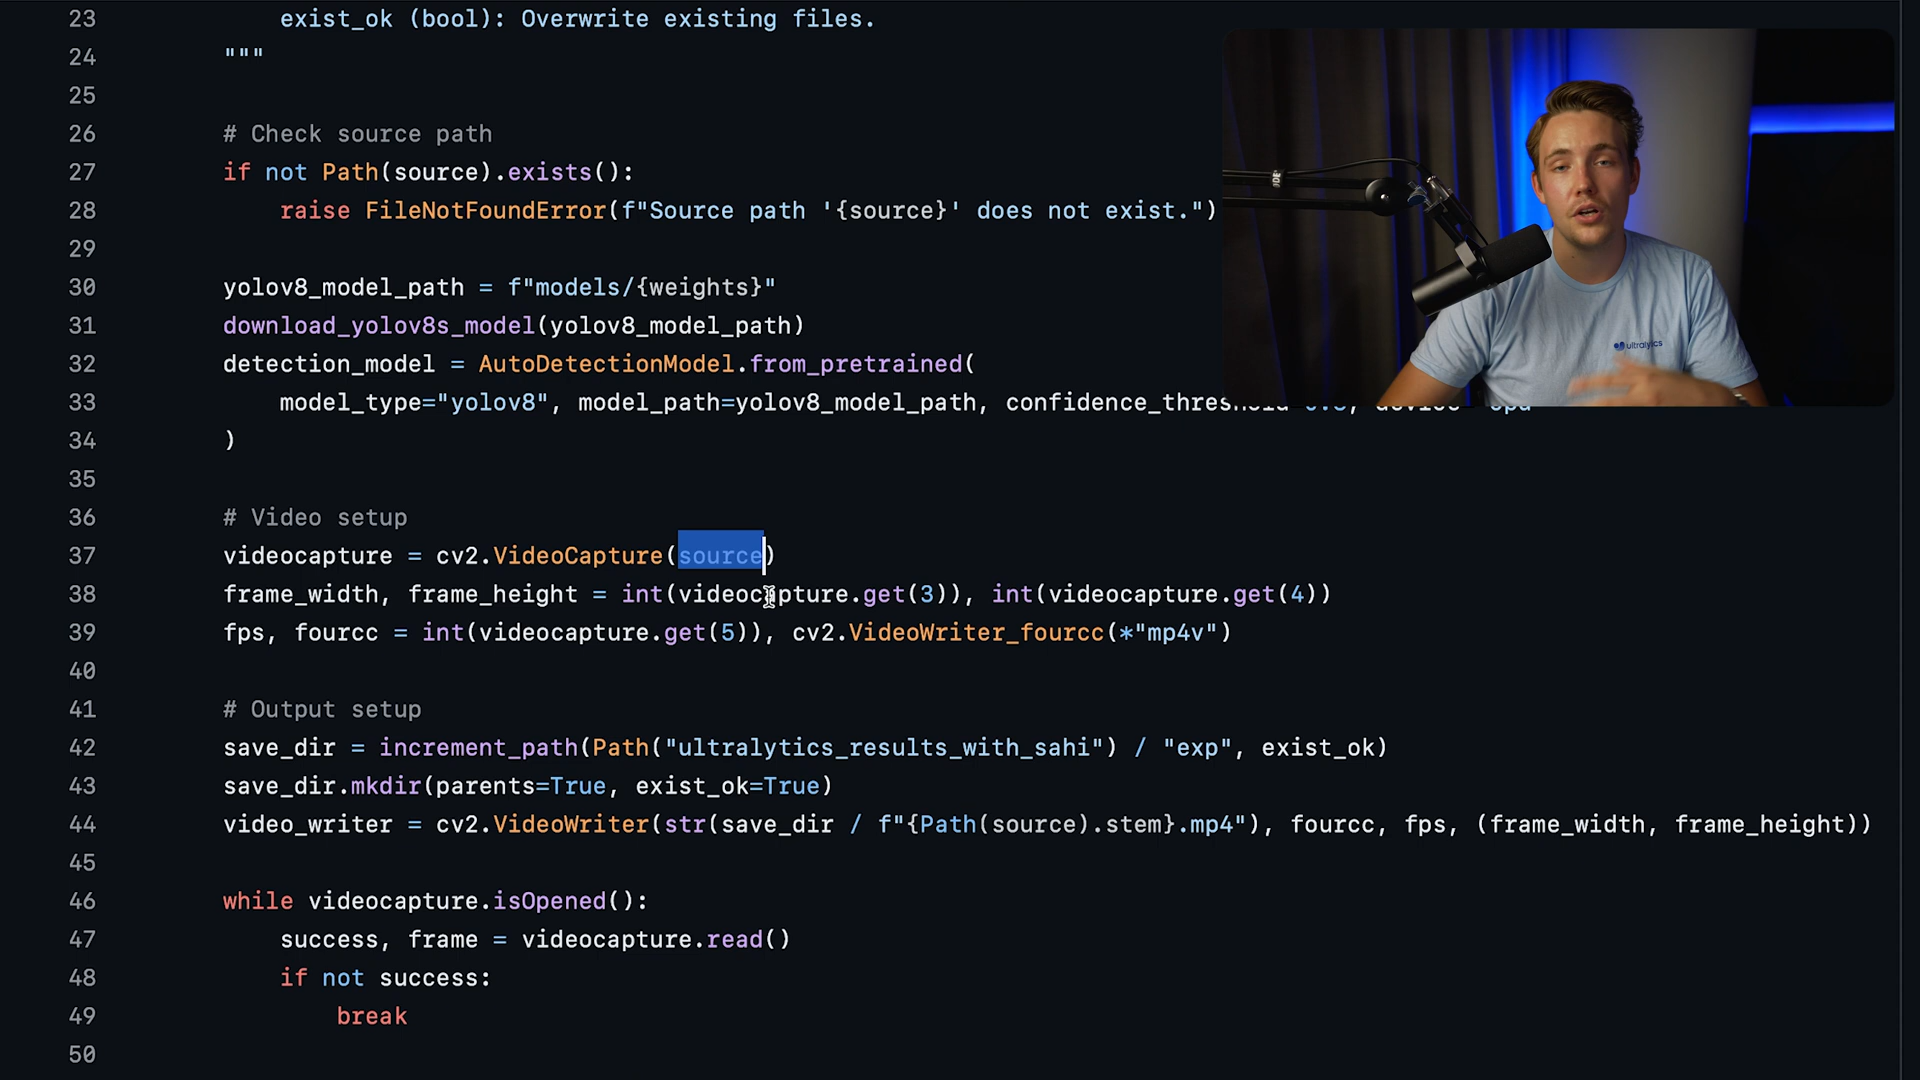 23 exist_ok (bool): Overwrite existing files.
24 """
25
26 # Check source path
27 if not Path(source).exists():
28 raise FileNotFoundError(f"Source path '{source}' does not exist.")
29
30 yolov8_model_path = f"models/{weights}"
31 download_yolov8s_model(yolov8_model_path)
32 detection_model = AutoDetectionModel.from_pretrained(
33 model_type="yolov8", model_path=yolov8_model_path,
34 )
35
36 # Video setup
37 videocapture = cv2.VideoCapture(source)
38 frame_width, frame_height = int(videocapture.get(3)), int(videocapture.get(4))
39 fps, fourcc = int(videocapture.get(5)), cv2.VideoWriter_fourcc(*"mp4v")
40
41 # Output setup
42 save_dir = increment_path(Path("ultralytics_results_with_sahi") / "exp", exist_ok)
43 save_dir.mkdir(parents=True, exist_ok=True)
44 video_writer = cv2.VideoWriter(str(save_dir / f"{Path(source).stem}.mp4"), fourcc, fps, (frame_width, frame_height))
45
46 while videocapture.isOpened():
47 success, frame = videocapture.read()
48 if not success:
49 break
50
ultralytics